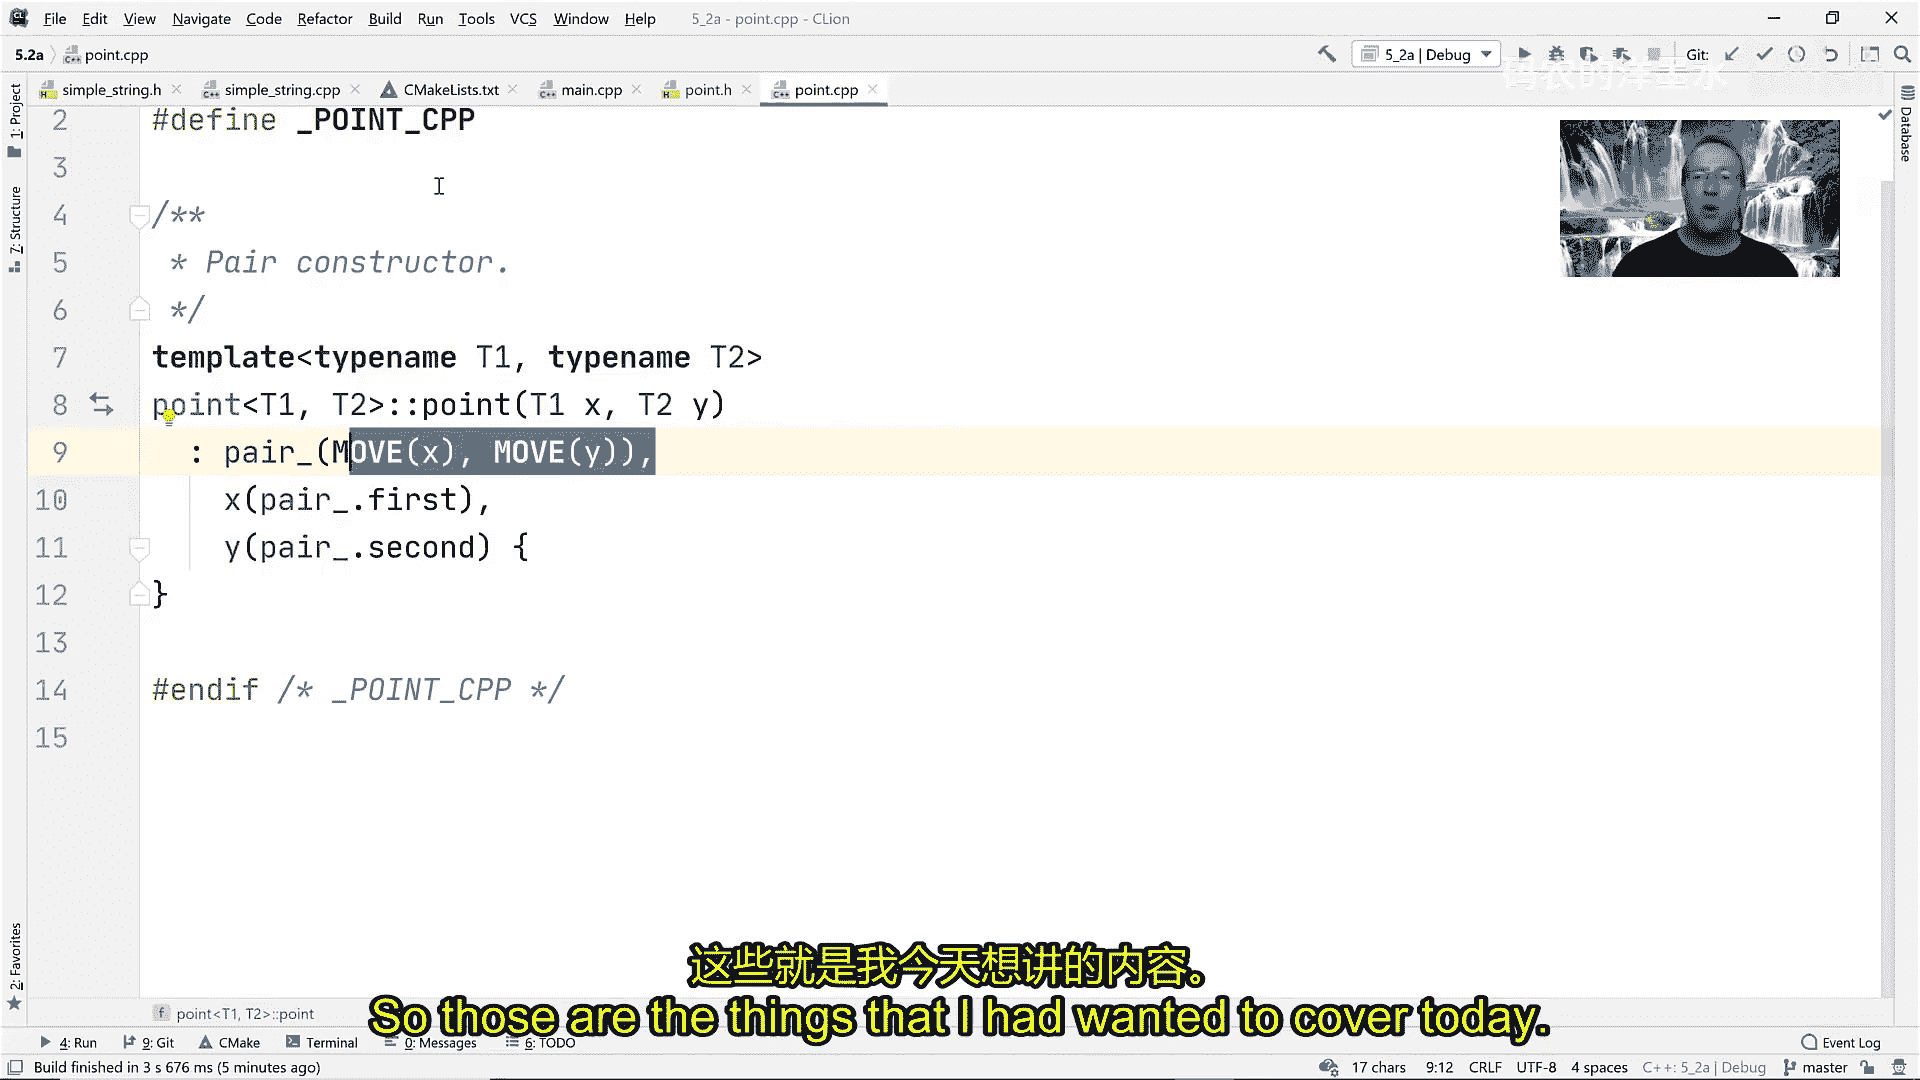 File Edit View Navigate Code Refactor Build Run Tools VCS Window Help 5_2a - point.cpp - CLion
5.2a point.cpp 5_2a | Debug Git:
码农的洋墨水
simple_string.h simple_string.cpp CMakeLists.txt main.cpp point.h point.cpp
1: Project
7: Structure
2: Favorites
Database
2 #define _POINT_CPP
3
4 /**
5 * Pair constructor.
6 */
7 template<typename T1, typename T2>
8 point<T1, T2>::point(T1 x, T2 y)
9 : pair_(MOVE(x), MOVE(y)),
10 x(pair_.first),
11 y(pair_.second) {
12 }
13
14 #endif /* _POINT_CPP */
15
这些就是我今天想讲的内容。
So those are the things that I had wanted to cover today.
f point<T1, T2>::point
4: Run 9: Git CMake Terminal 0: Messages 6: TODO Event Log
Build finished in 3 s 676 ms (5 minutes ago) 17 chars 9:12 CRLF UTF-8 4 spaces C++: 5_2a | Debug master